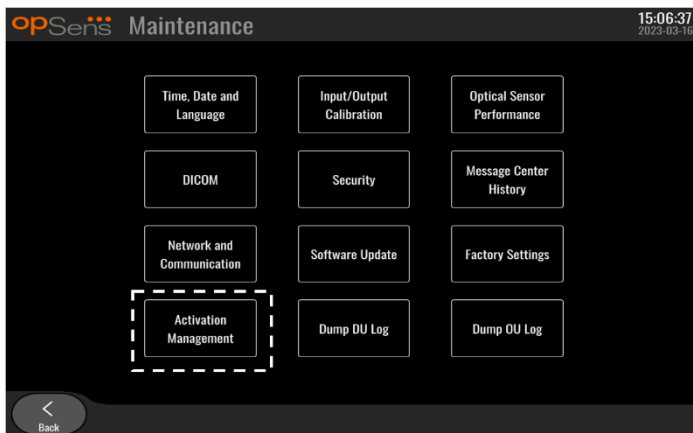 opSens Maintenance
15:06:37
2023-03-16
Time, Date and
Language
Input/Output
Calibration
Optical Sensor
Performance
DICOM
Security
Message Center
History
Network and
Communication
Software Update
Factory Settings
Activation
Management
Dump DU Log
Dump OU Log
Back